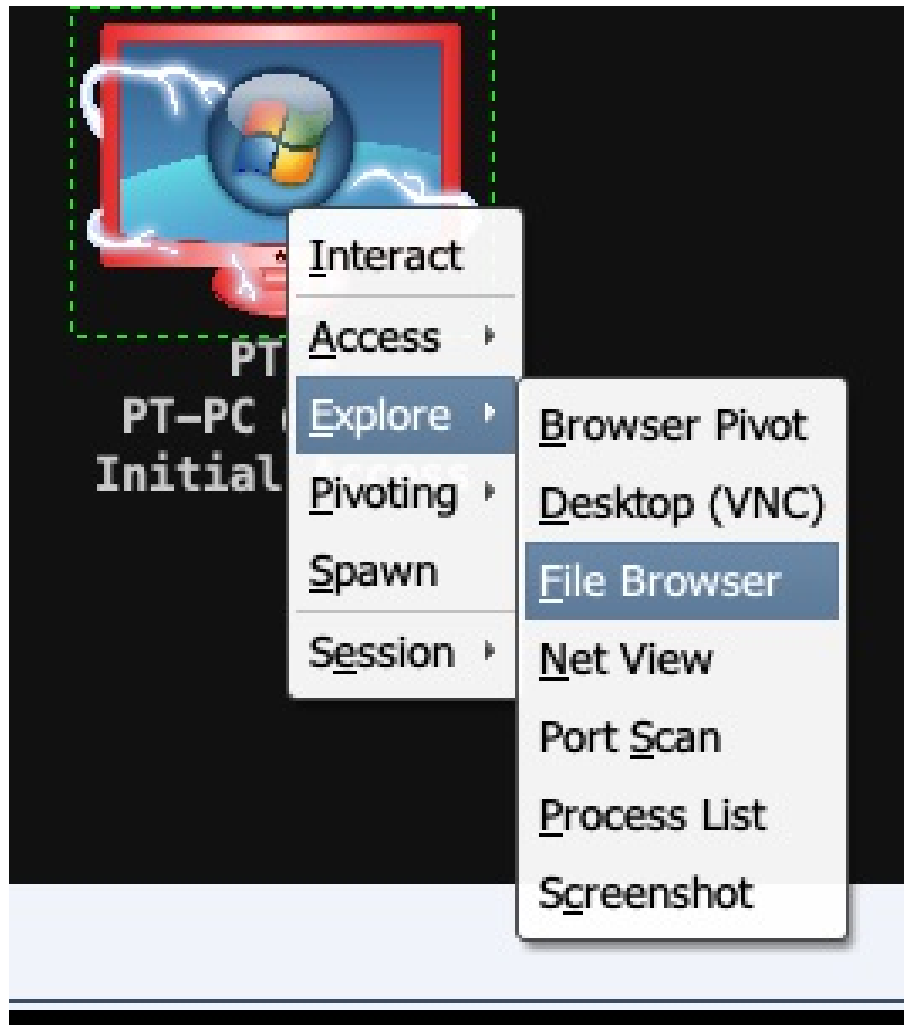 Interact
Access
Explore
Pivoting
Spawn
Session
Browser Pivot
Desktop (VNC)
File Browser
Net View
Port Scan
Process List
Screenshot
PT
PT-PC
Initial Access